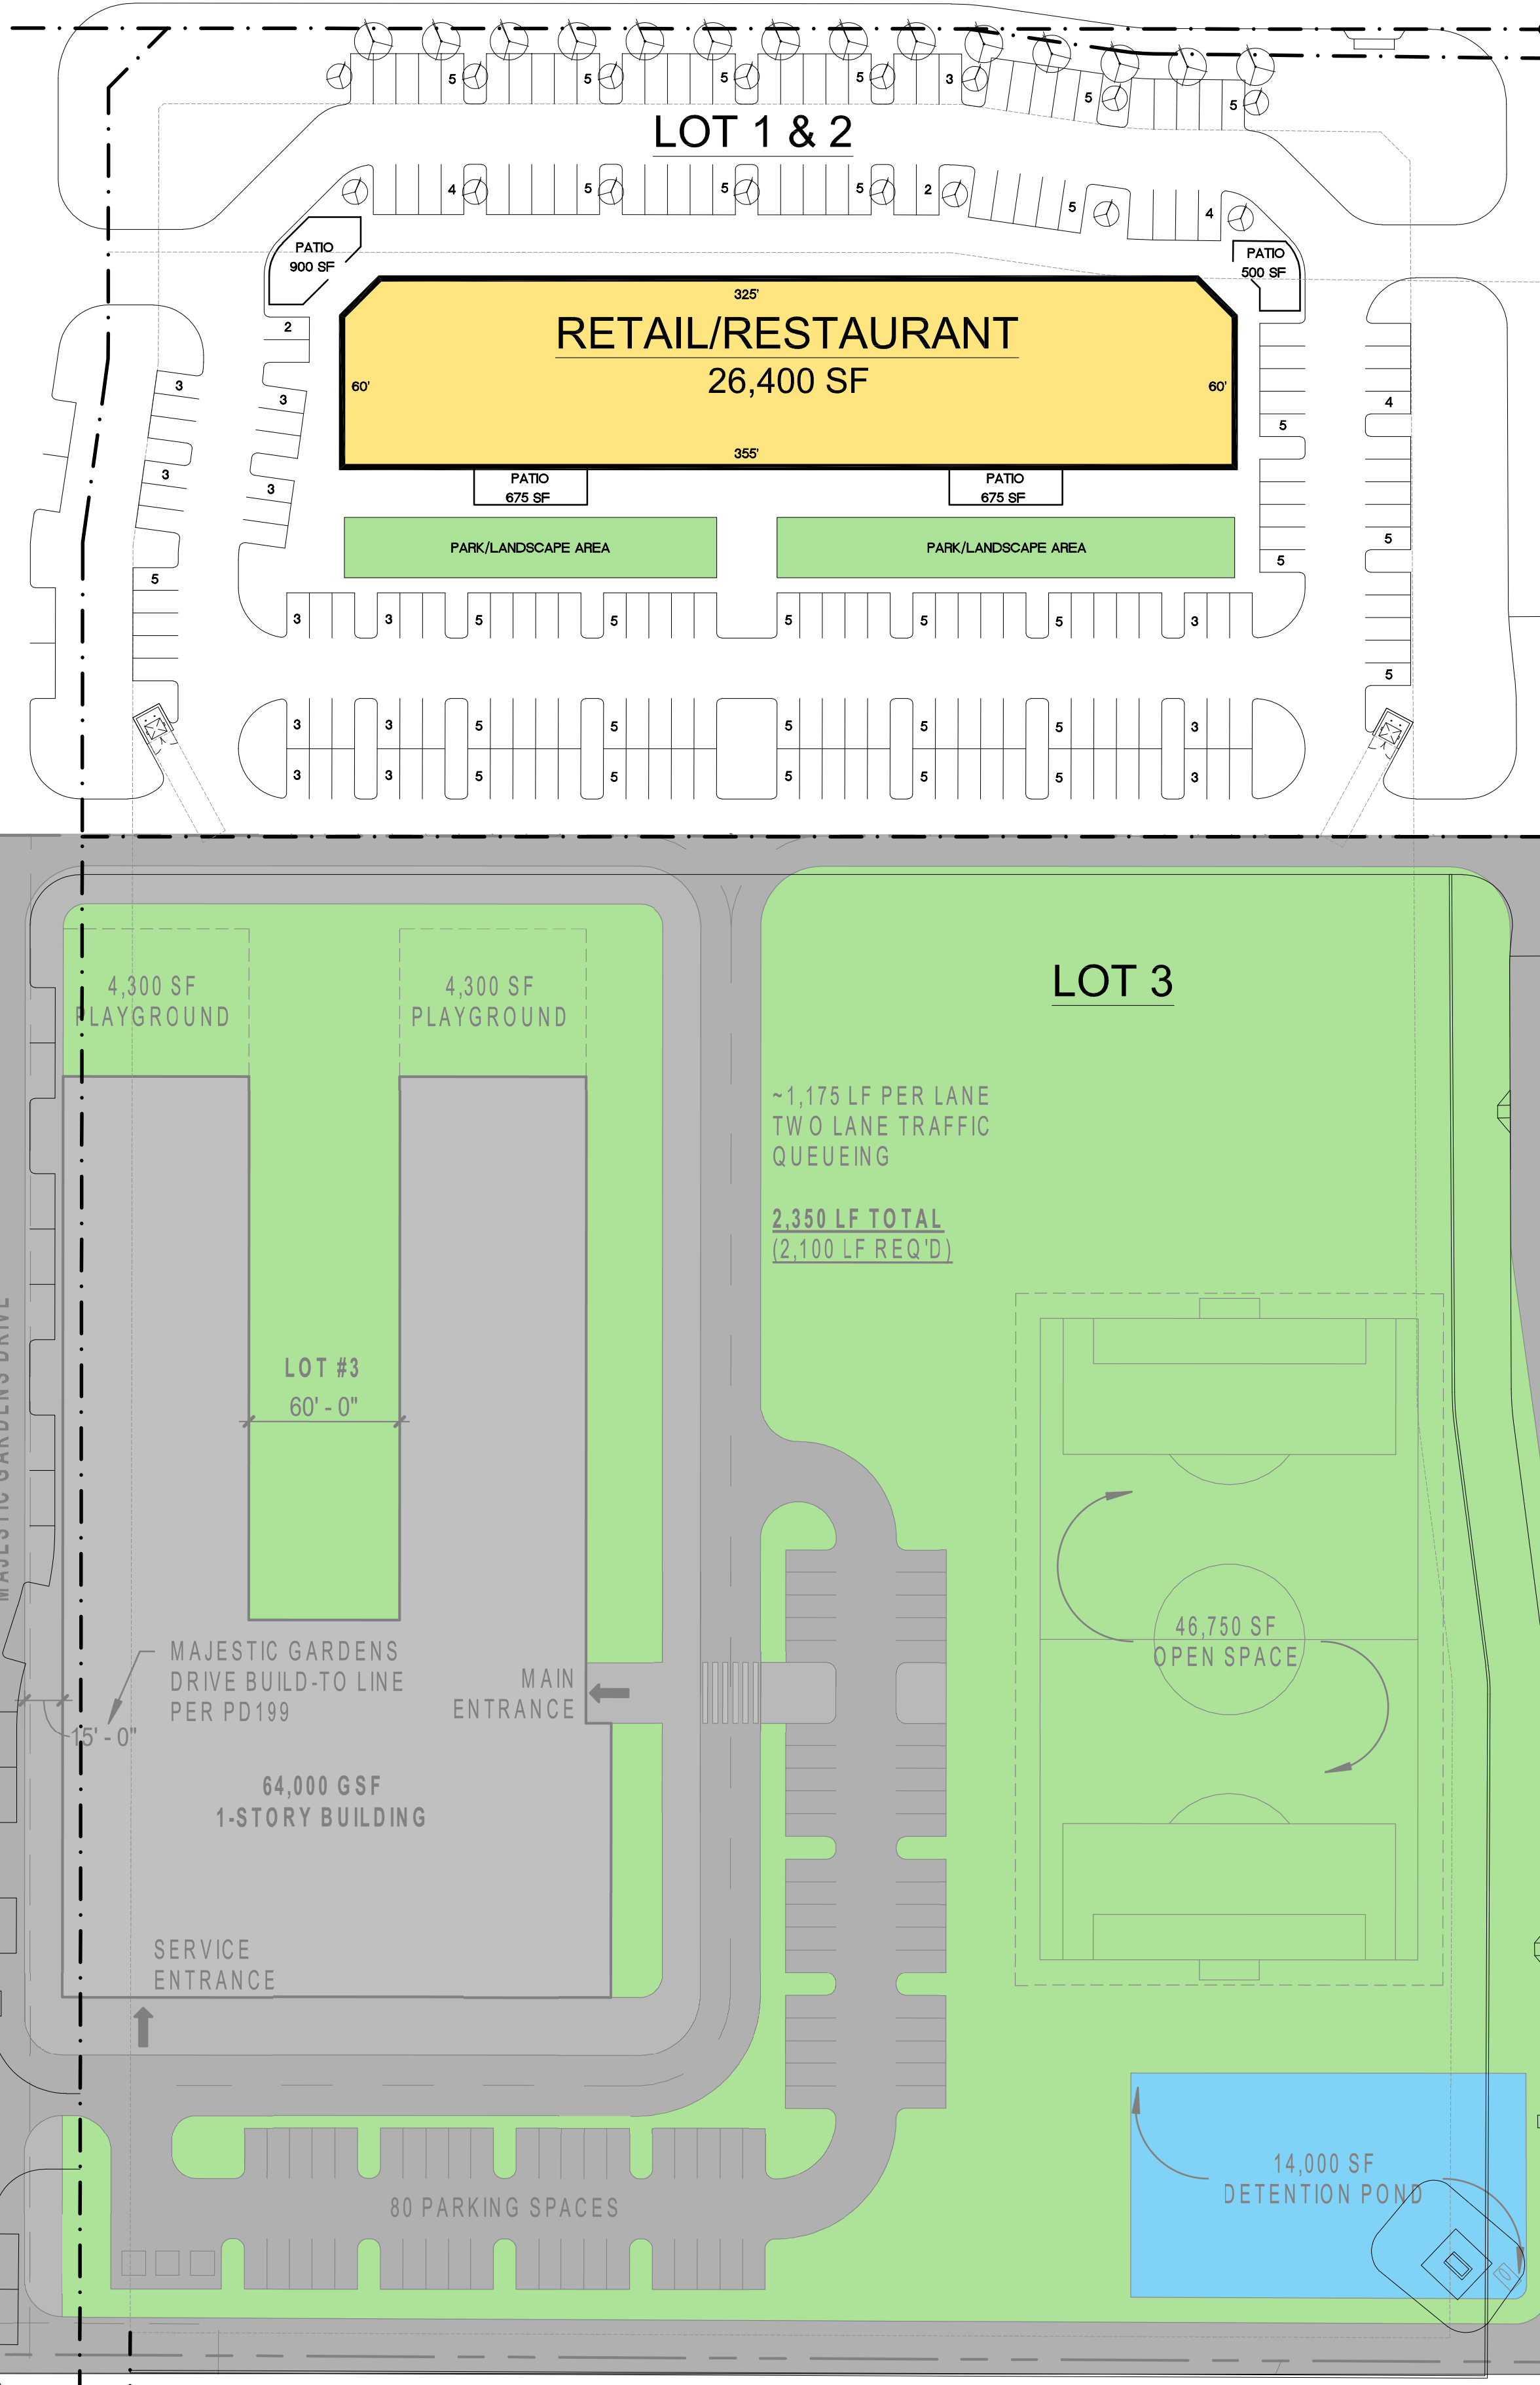 5
5
5
5
3
5
5
LOT 1 & 2
4
5
5
5
2
5
4
PATIO
900 SF
PATIO
500 SF
325'
RETAIL/RESTAURANT
26,400 SF
60'
60'
355'
2
3
3
3
3
5
4
5
5
5
5
5
PATIO
675 SF
PATIO
675 SF
PARK/LANDSCAPE AREA
PARK/LANDSCAPE AREA
3
3
5
5
5
5
5
3
3
3
5
5
5
5
5
3
3
3
5
5
5
5
5
3
LOT 3
4,300 SF
PLAYGROUND
4,300 SF
PLAYGROUND
~1,175 LF PER LANE
TWO LANE TRAFFIC
QUEUEING
2,350 LF TOTAL
(2,100 LF REQ'D)
MAJESTIC GARDENS DRIVE
LOT #3
60' - 0"
46,750 SF
OPEN SPACE
MAJESTIC GARDENS
DRIVE BUILD-TO LINE
PER PD199
MAIN
ENTRANCE
15' - 0"
64,000 GSF
1-STORY BUILDING
SERVICE
ENTRANCE
14,000 SF
DETENTION POND
80 PARKING SPACES